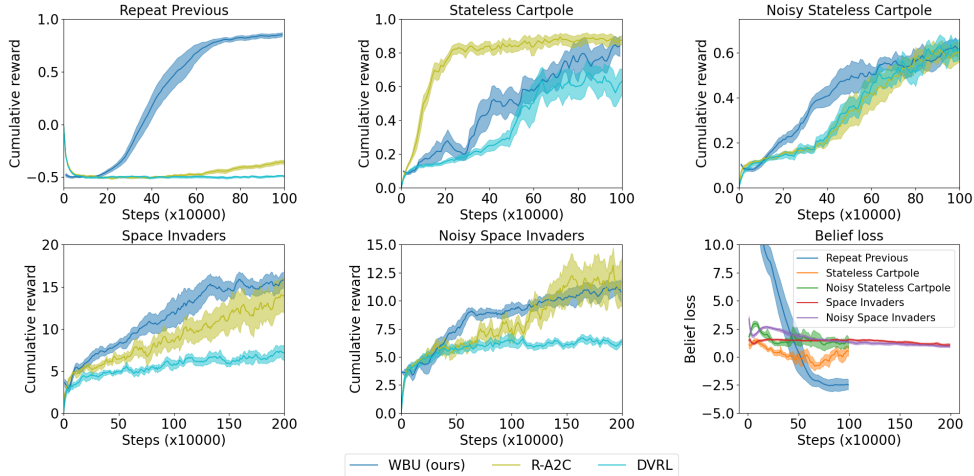 Repeat Previous
1.0
0.5
0.0
−0.5
Cumulative reward
0 20 40 60 80 100
Steps (x10000)
Stateless Cartpole
1.0
0.8
0.6
0.4
0.2
0.0
Cumulative reward
0 20 40 60 80 100
Steps (x10000)
Noisy Stateless Cartpole
0.6
0.4
0.2
0.0
Cumulative reward
0 20 40 60 80 100
Steps (x10000)
Space Invaders
20
15
10
5
0
Cumulative reward
0 50 100 150 200
Steps (x10000)
Noisy Space Invaders
15.0
12.5
10.0
7.5
5.0
2.5
0.0
Cumulative reward
0 50 100 150 200
Steps (x10000)
Belief loss
10.0
7.5
5.0
2.5
0.0
−2.5
−5.0
Belief loss
Repeat Previous
Stateless Cartpole
Noisy Stateless Cartpole
Space Invaders
Noisy Space Invaders
0 50 100 150 200
Steps (x10000)
WBU (ours) R-A2C DVRL